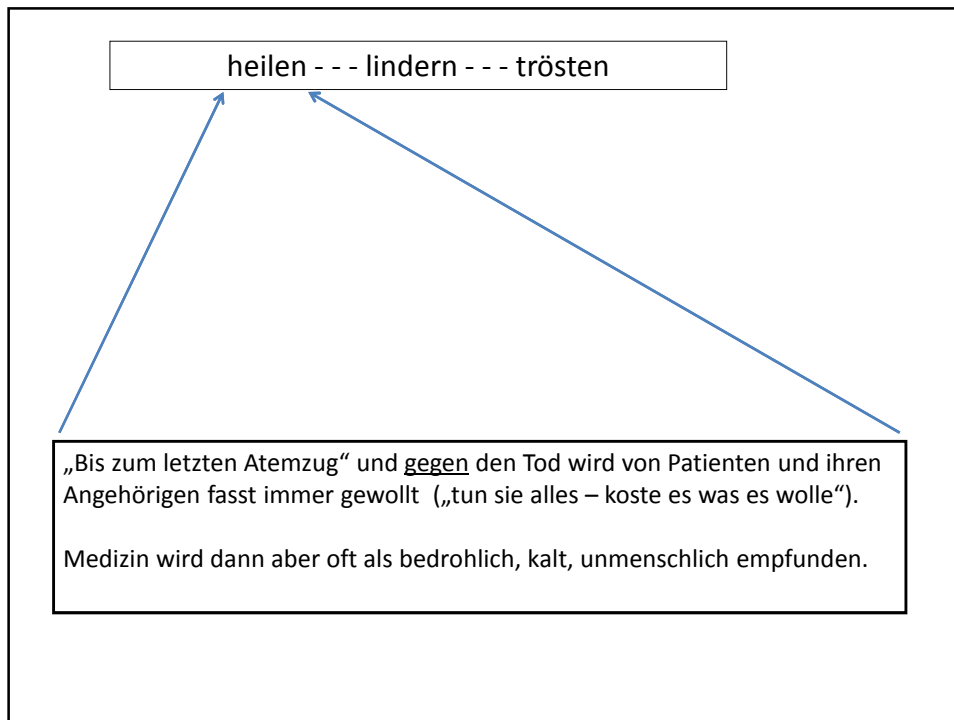 heilen - - - lindern - - - trösten
„Bis zum letzten Atemzug“ und gegen den Tod wird von Patienten und ihren
Angehörigen fasst immer gewollt („tun sie alles – koste es was es wolle“).
Medizin wird dann aber oft als bedrohlich, kalt, unmenschlich empfunden.